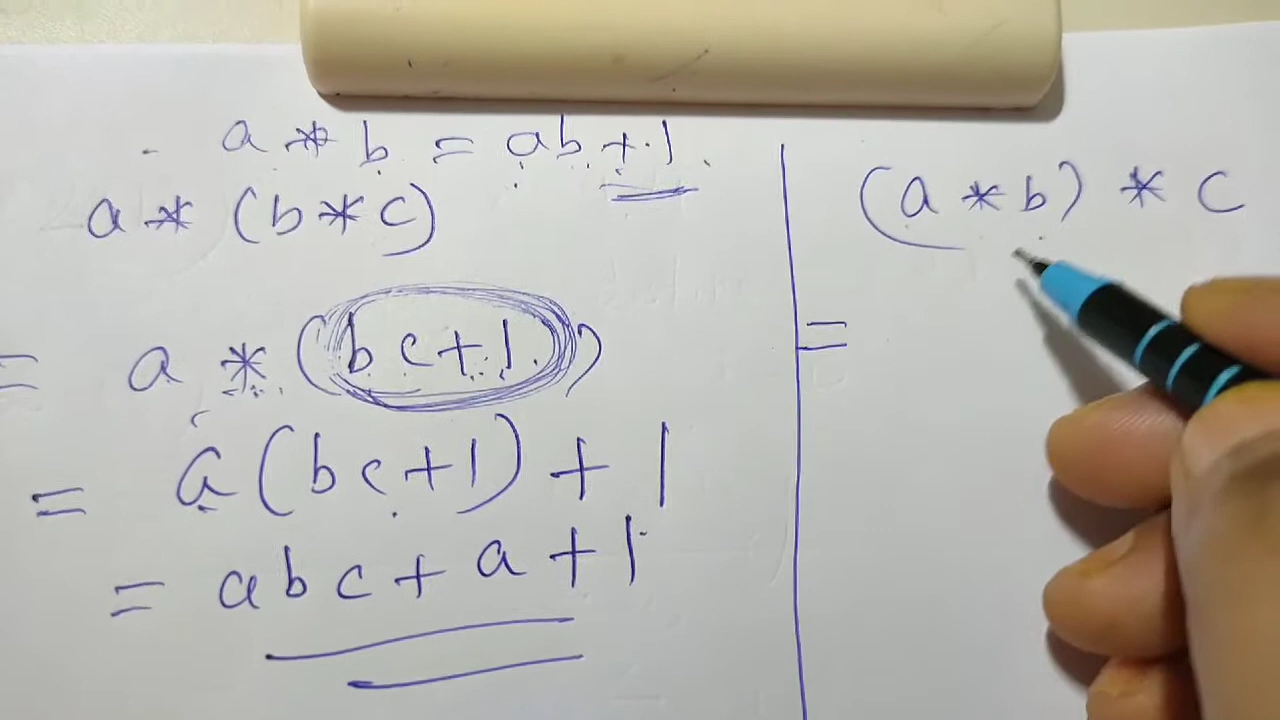 a * b = ab + 1
a * (b * c)
= a * (bc + 1)
= a(bc + 1) + 1
= abc + a + 1
(a * b) * c
=